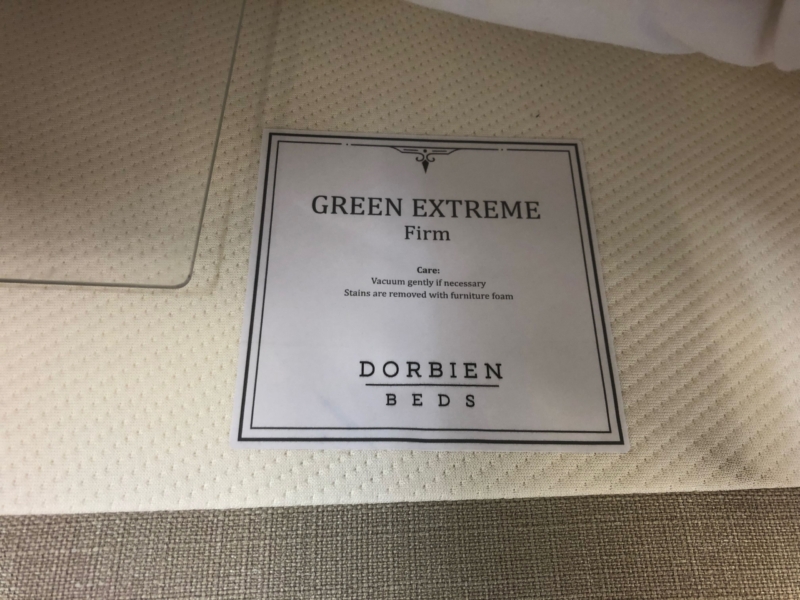 GREEN EXTREME
Firm
Care:
Vacuum gently if necessary
Stains are removed with furniture foam
DORBIEN
BEDS